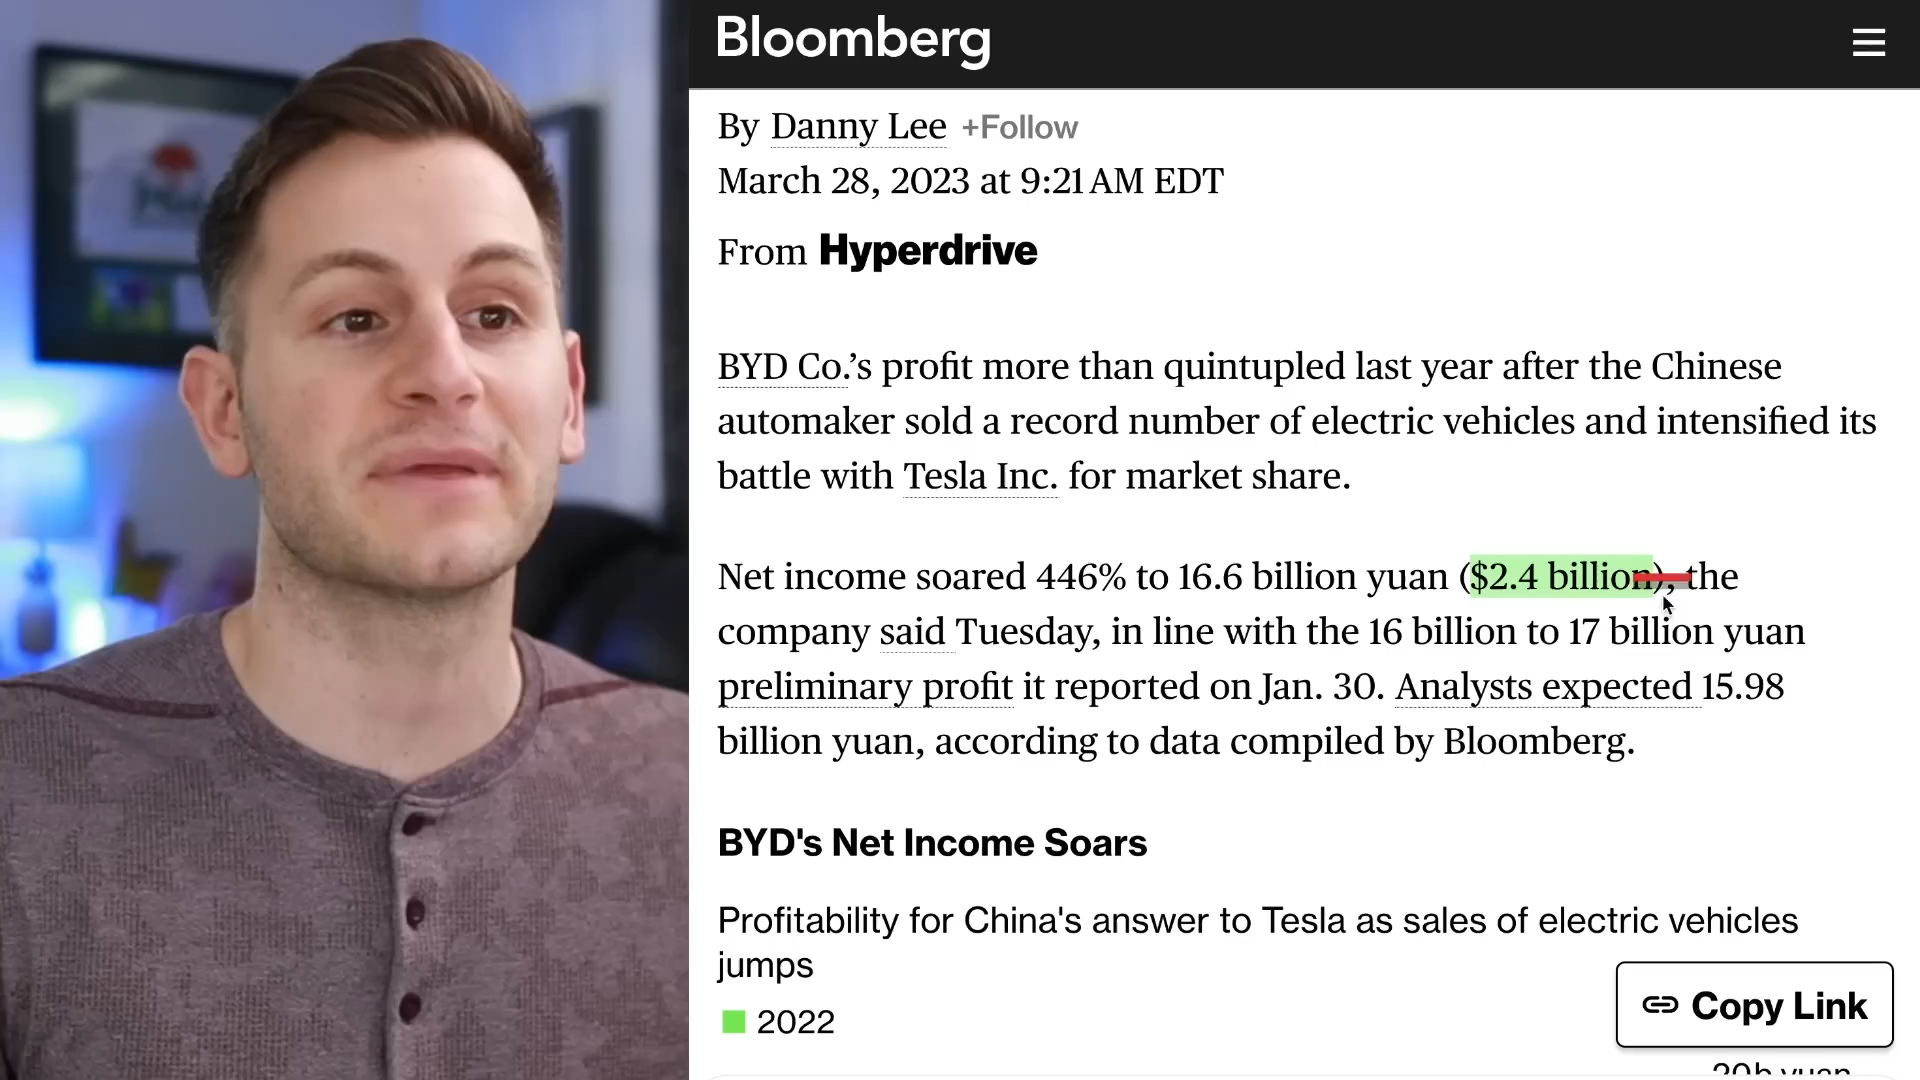 Bloomberg
By Danny Lee +Follow
March 28, 2023 at 9:21 AM EDT
From Hyperdrive
BYD Co.’s profit more than quintupled last year after the Chinese
automaker sold a record number of electric vehicles and intensified its
battle with Tesla Inc. for market share.
Net income soared 446% to 16.6 billion yuan ($2.4 billion), the
company said Tuesday, in line with the 16 billion to 17 billion yuan
preliminary profit it reported on Jan. 30. Analysts expected 15.98
billion yuan, according to data compiled by Bloomberg.
BYD's Net Income Soars
Profitability for China's answer to Tesla as sales of electric vehicles
jumps
2022
Copy Link
20b yuan